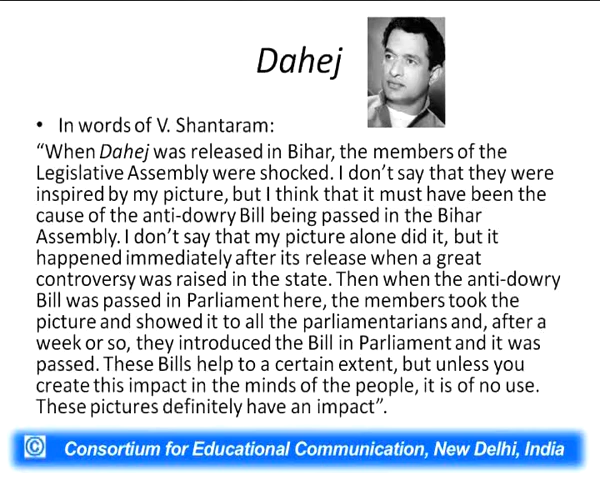 Dahej
• In words of V. Shantaram:
“When Dahej was released in Bihar, the members of the
Legislative Assembly were shocked. I don’t say that they were
inspired by my picture, but I think that it must have been the
cause of the anti-dowry Bill being passed in the Bihar
Assembly. I don’t say that my picture alone did it, but it
happened immediately after its release when a great
controversy was raised in the state. Then when the anti-dowry
Bill was passed in Parliament here, the members took the
picture and showed it to all the parliamentarians and, after a
week or so, they introduced the Bill in Parliament and it was
passed. These Bills help to a certain extent, but unless you
create this impact in the minds of the people, it is of no use.
These pictures definitely have an impact”.
© Consortium for Educational Communication, New Delhi, India